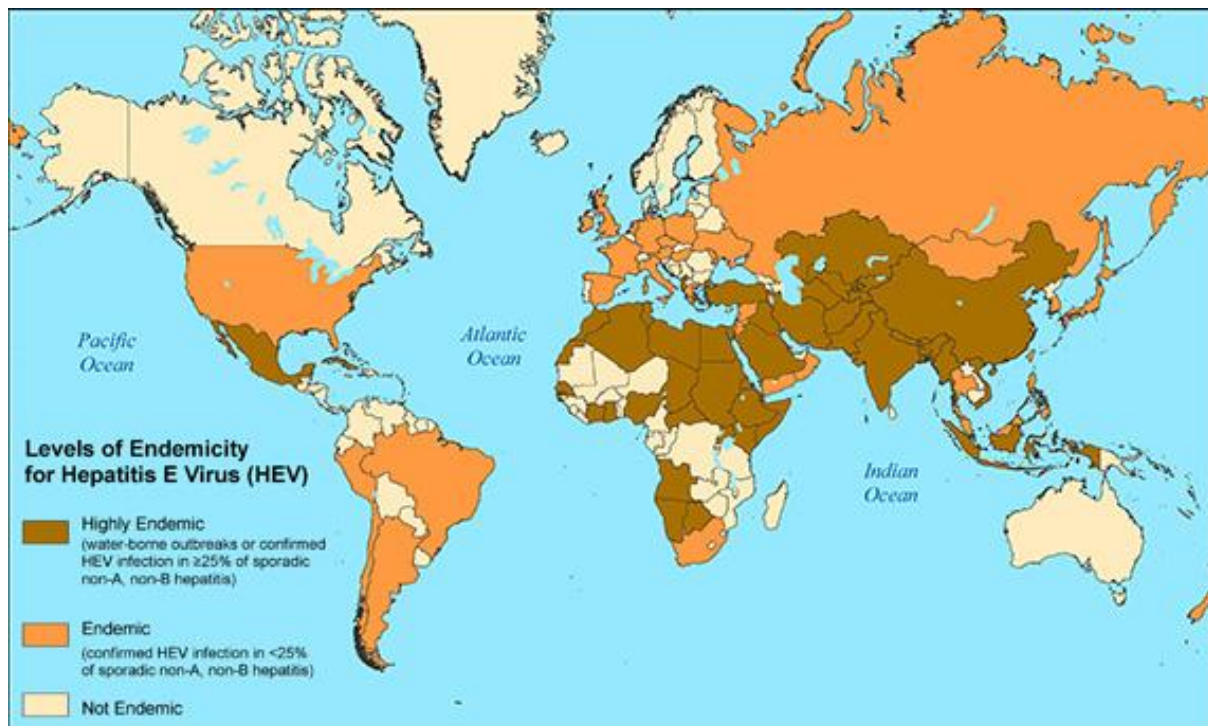 Pacific
Ocean
Atlantic
Ocean
Indian
Ocean
Levels of Endemicity
for Hepatitis E Virus (HEV)
Highly Endemic
(water-borne outbreaks or confirmed
HEV infection in ≥25% of sporadic
non-A, non-B hepatitis)
Endemic
(confirmed HEV infection in <25%
of sporadic non-A, non-B hepatitis)
Not Endemic